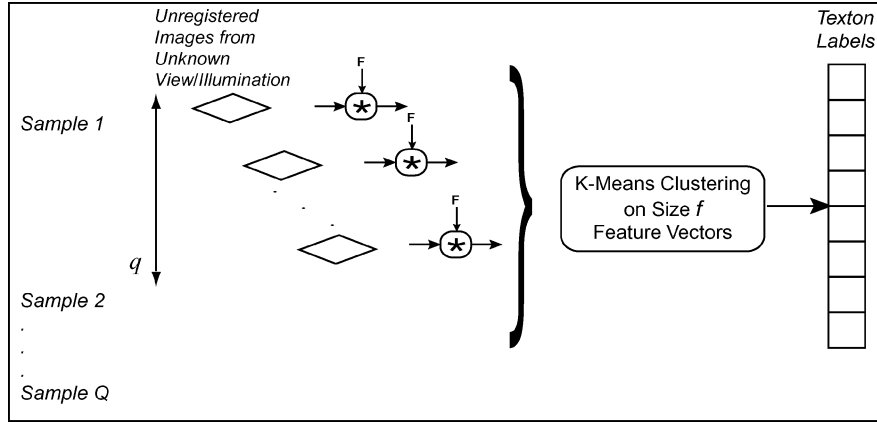 Unregistered
Images from
Unknown
View/Illumination
Texton
Labels
Sample 1
F
*
F
*
F
*
q
K-Means Clustering
on Size f
Feature Vectors
Sample 2
.
.
.
Sample Q